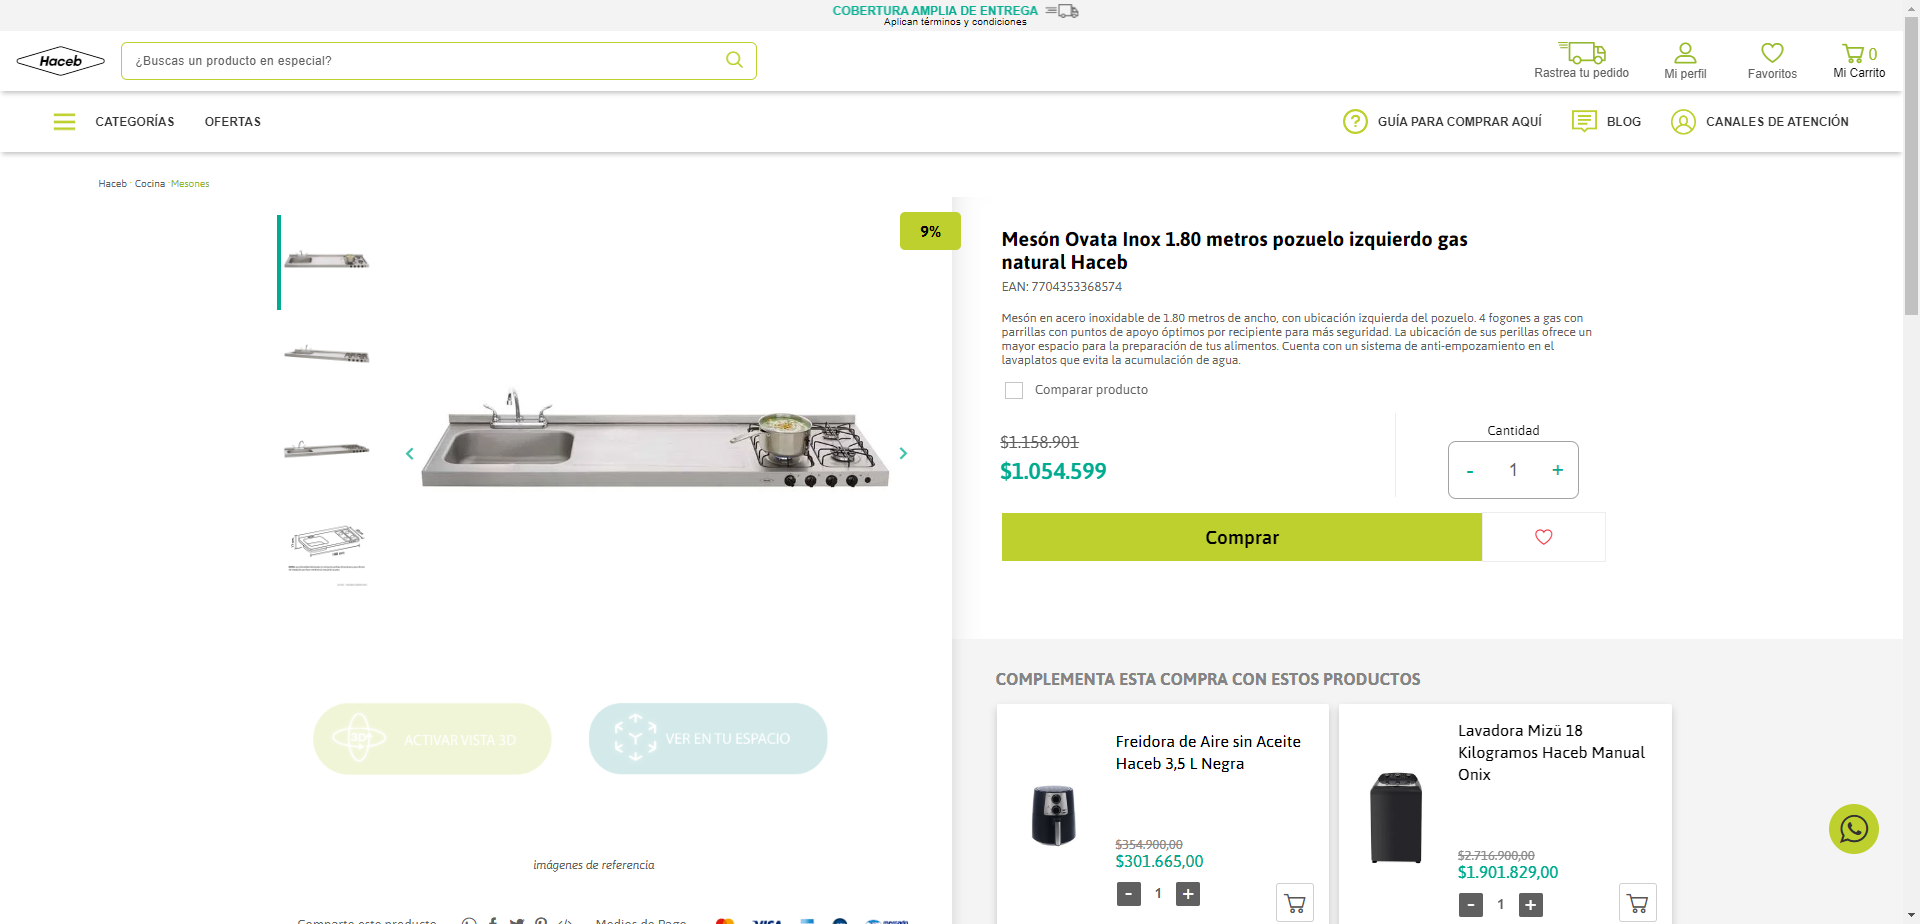 COBERTURA AMPLIA DE ENTREGA
Aplican términos y condiciones
Haceb
¿Buscas un producto en especial?
Rastrea tu pedido
Mi perfil
Favoritos
0
Mi Carrito
CATEGORÍAS
OFERTAS
GUÍA PARA COMPRAR AQUÍ
BLOG
CANALES DE ATENCIÓN
Haceb · Cocina · Mesones
9%
Mesón Ovata Inox 1.80 metros pozuelo izquierdo gas
natural Haceb
EAN: 7704353368574
Mesón en acero inoxidable de 1.80 metros de ancho, con ubicación izquierda del pozuelo. 4 fogones a gas con
parrillas con puntos de apoyo óptimos por recipiente para más seguridad. La ubicación de sus perillas ofrece un
mayor espacio para la preparación de tus alimentos. Cuenta con un sistema de anti-empozamiento en el
lavaplatos que evita la acumulación de agua.
Comparar producto
$1.158.901
$1.054.599
Cantidad
- 1 +
Comprar
3D
ACTIVAR VISTA 3D
VER EN TU ESPACIO
imágenes de referencia
Comparte este producto
Medios de Pago
VISA
COMPLEMENTA ESTA COMPRA CON ESTOS PRODUCTOS
Freidora de Aire sin Aceite
Haceb 3,5 L Negra
$354.900,00
$301.665,00
- 1 +
Lavadora Mizü 18
Kilogramos Haceb Manual
Onix
$2.716.900,00
$1.901.829,00
- 1 +